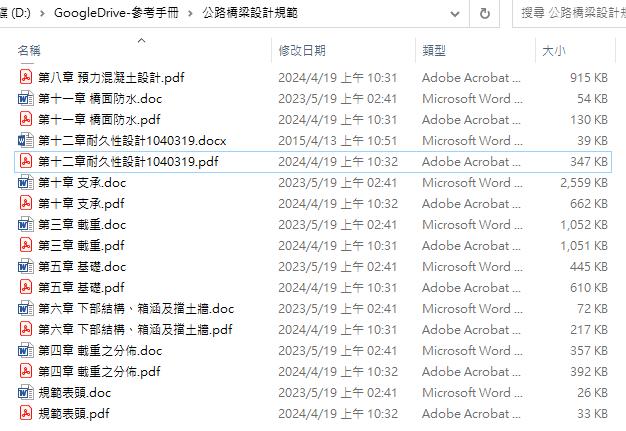 檔 (D:) › GoogleDrive-參考手冊 › 公路橋梁設計規範 搜尋 公路橋梁設計規
名稱 修改日期 類型 大小
第八章 預力混凝土設計.pdf 2024/4/19 上午 10:31 Adobe Acrobat ... 915 KB
第十一章 橋面防水.doc 2023/5/19 上午 02:41 Microsoft Word ... 54 KB
第十一章 橋面防水.pdf 2024/4/19 上午 10:31 Adobe Acrobat ... 130 KB
第十二章耐久性設計1040319.docx 2015/4/13 上午 10:51 Microsoft Word ... 39 KB
第十二章耐久性設計1040319.pdf 2024/4/19 上午 10:32 Adobe Acrobat ... 347 KB
第十章 支承.doc 2023/5/19 上午 02:41 Microsoft Word ... 2,559 KB
第十章 支承.pdf 2024/4/19 上午 10:32 Adobe Acrobat ... 662 KB
第三章 載重.doc 2023/5/19 上午 02:41 Microsoft Word ... 1,052 KB
第三章 載重.pdf 2024/4/19 上午 10:31 Adobe Acrobat ... 1,051 KB
第五章 基礎.doc 2023/5/19 上午 02:41 Microsoft Word ... 445 KB
第五章 基礎.pdf 2024/4/19 上午 10:31 Adobe Acrobat ... 610 KB
第六章 下部結構、箱涵及擋土牆.doc 2023/5/19 上午 02:41 Microsoft Word ... 72 KB
第六章 下部結構、箱涵及擋土牆.pdf 2024/4/19 上午 10:31 Adobe Acrobat ... 217 KB
第四章 載重之分佈.doc 2023/5/19 上午 02:41 Microsoft Word ... 357 KB
第四章 載重之分佈.pdf 2024/4/19 上午 10:32 Adobe Acrobat ... 392 KB
規範表頭.doc 2023/5/19 上午 02:41 Microsoft Word ... 26 KB
規範表頭.pdf 2024/4/19 上午 10:32 Adobe Acrobat ... 33 KB